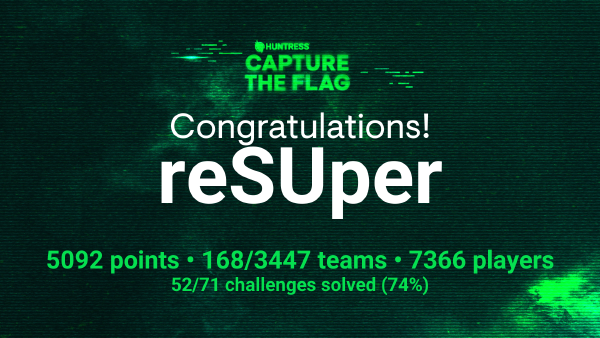 HUNTRESS
CAPTURE
THE FLAG
Congratulations!
reSUper
5092 points • 168/3447 teams • 7366 players
52/71 challenges solved (74%)